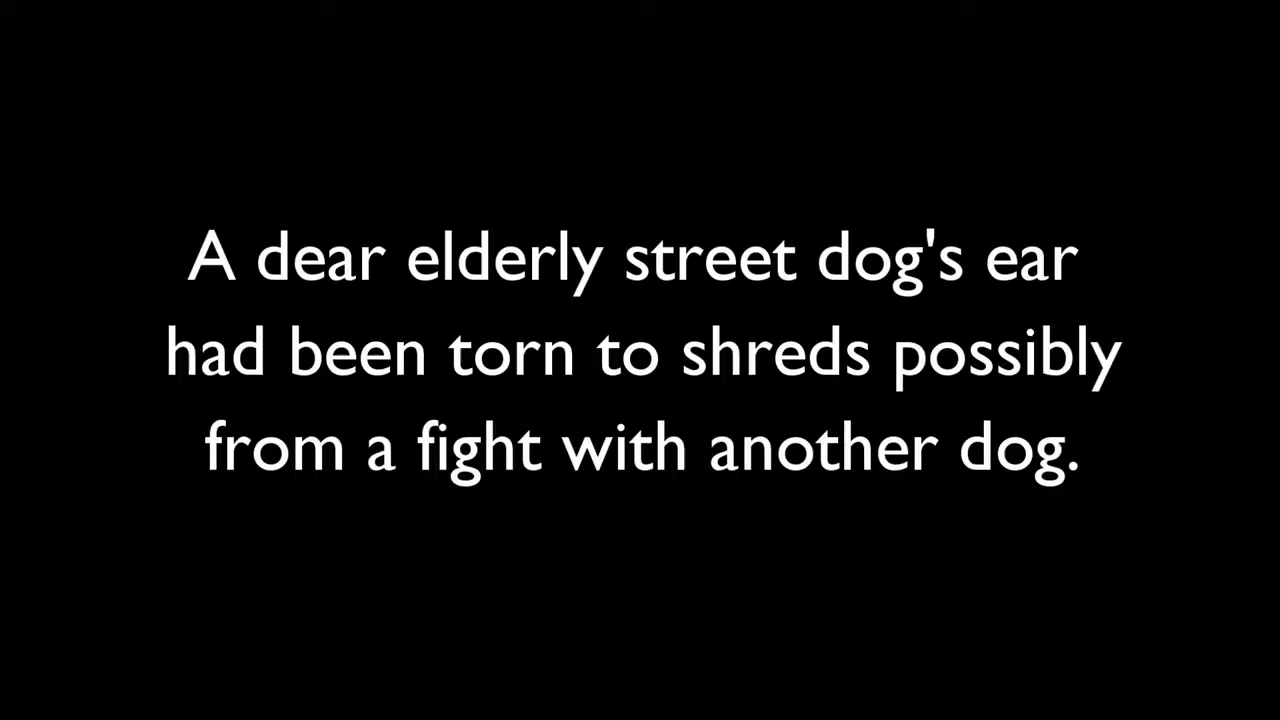 A dear elderly street dog's ear
had been torn to shreds possibly
from a fight with another dog.